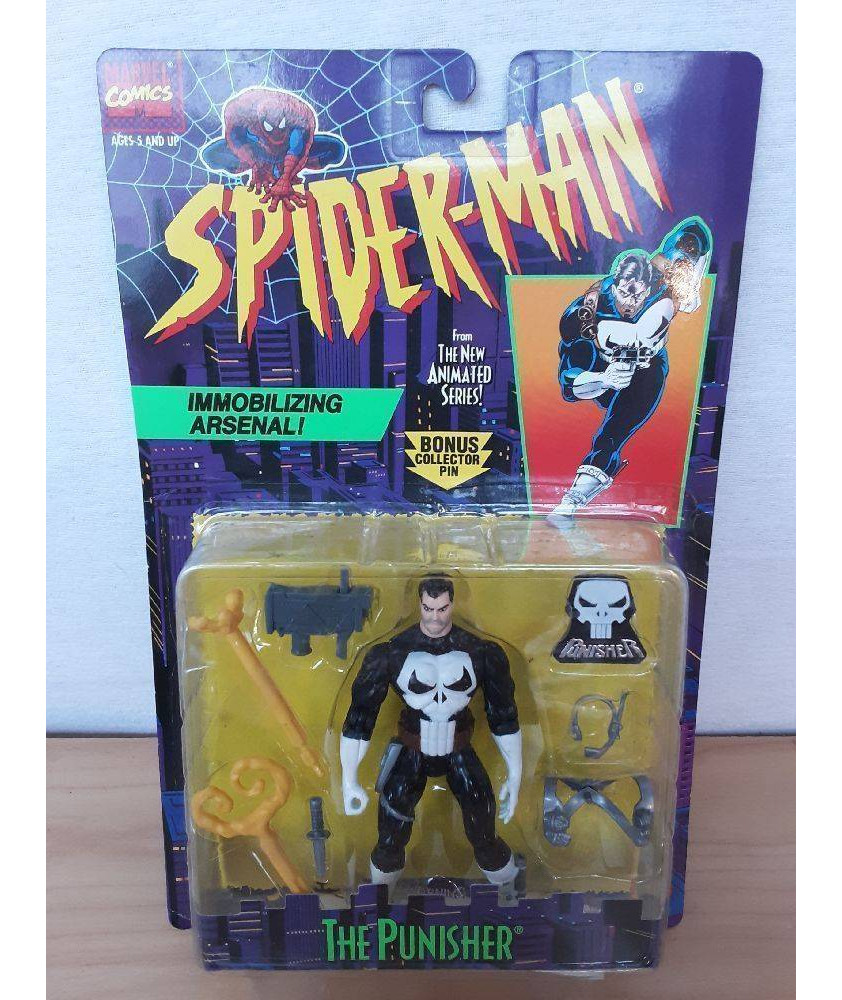 MARVEL®
COMICS
AGES 5 AND UP
SPIDER-MAN®
From
THE NEW
ANIMATED
SERIES!
IMMOBILIZING
ARSENAL!
BONUS
COLLECTOR
PIN
PUNISHER
THE PUNISHER®